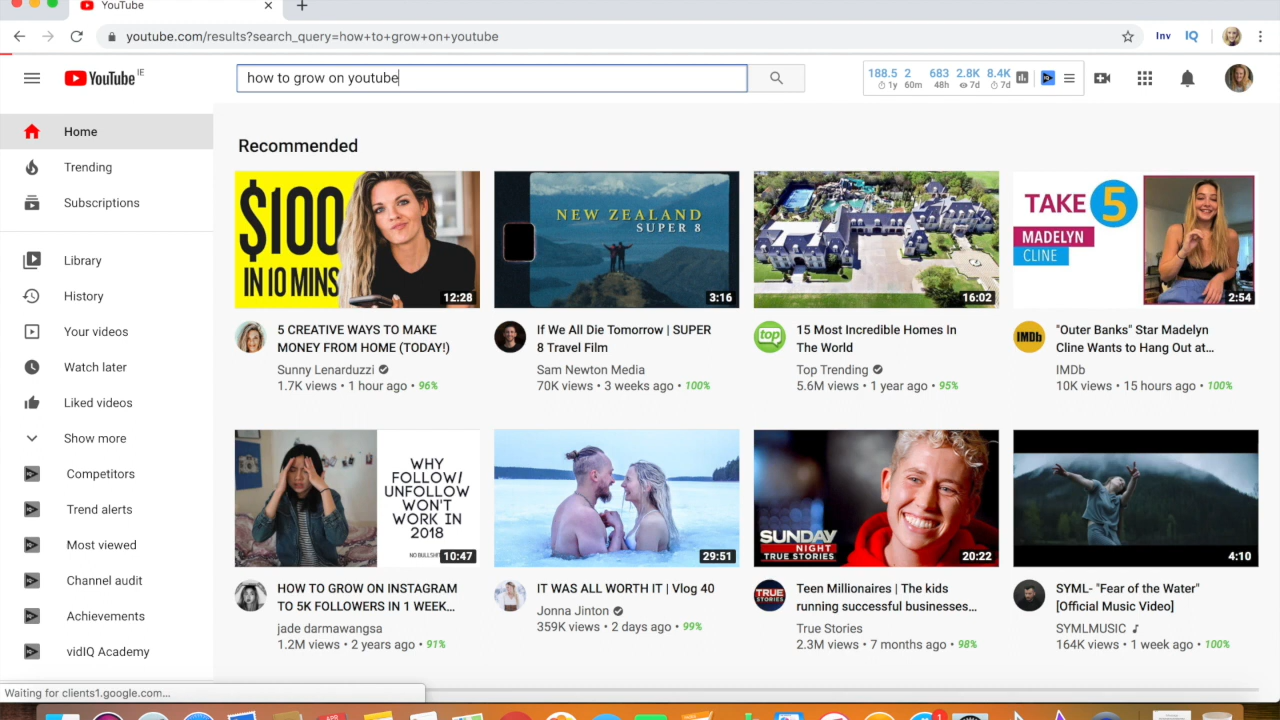 YouTube
youtube.com/results?search_query=how+to+grow+on+youtube
Inv IQ
YouTube IE
how to grow on youtube
188.5 2 683 2.8K 8.4K
1y 60m 48h 7d 7d
Home
Trending
Subscriptions
Library
History
Your videos
Watch later
Liked videos
Show more
Competitors
Trend alerts
Most viewed
Channel audit
Achievements
vidIQ Academy
Recommended
$100
IN 10 MINS
12:28
5 CREATIVE WAYS TO MAKE
MONEY FROM HOME (TODAY!)
Sunny Lenarduzzi
1.7K views • 1 hour ago • 96%
NEW ZEALAND
SUPER 8
3:16
If We All Die Tomorrow | SUPER
8 Travel Film
Sam Newton Media
70K views • 3 weeks ago • 100%
16:02
top
15 Most Incredible Homes In
The World
Top Trending
5.6M views • 1 year ago • 95%
TAKE 5
MADELYN
CLINE
2:54
IMDb
"Outer Banks" Star Madelyn
Cline Wants to Hang Out at...
IMDb
10K views • 15 hours ago • 100%
WHY
FOLLOW/
UNFOLLOW
WON'T
WORK IN
2018
10:47
HOW TO GROW ON INSTAGRAM
TO 5K FOLLOWERS IN 1 WEEK...
jade darmawangsa
1.2M views • 2 years ago • 91%
29:51
IT WAS ALL WORTH IT | Vlog 40
Jonna Jinton
359K views • 2 days ago • 99%
SUNDAY
NIGHT
TRUE STORIES
20:22
TRUE
STORIES
Teen Millionaires | The kids
running successful businesses...
True Stories
2.3M views • 7 months ago • 98%
4:10
SYML- "Fear of the Water"
[Official Music Video]
SYMLMUSIC
164K views • 1 week ago • 100%
Waiting for clients1.google.com...
APR
1